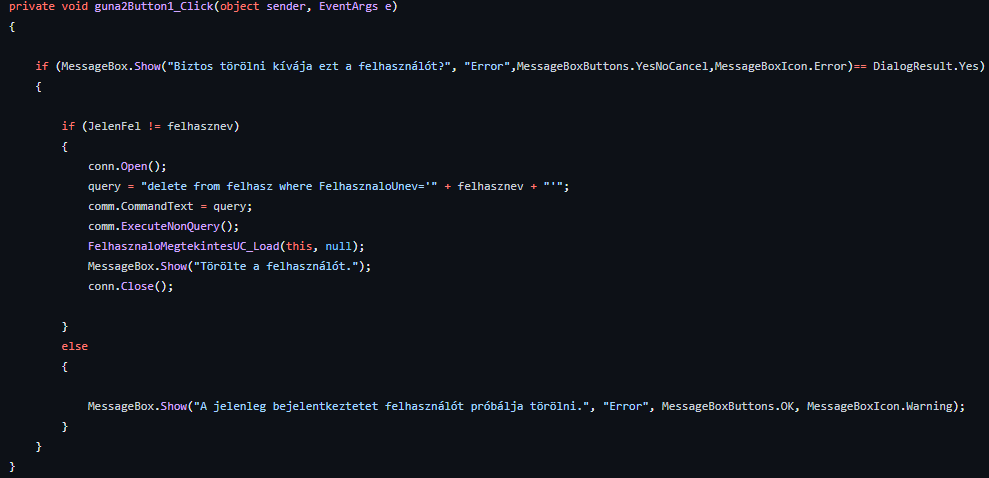 private void guna2Button1_Click(object sender, EventArgs e)
{
if (MessageBox.Show("Biztos törölni kívája ezt a felhasználót?", "Error",MessageBoxButtons.YesNoCancel,MessageBoxIcon.Error)== DialogResult.Yes)
{
if (JelenFel != felhasznev)
{
conn.Open();
query = "delete from felhasz where FelhasznaloUnev='" + felhasznev + "'";
comm.CommandText = query;
comm.ExecuteNonQuery();
FelhasznaloMegtekintesUC_Load(this, null);
MessageBox.Show("Törölte a felhasználót.");
conn.Close();
}
else
{
MessageBox.Show("A jelenleg bejelentkeztetet felhasználót próbálja törölni.", "Error", MessageBoxButtons.OK, MessageBoxIcon.Warning);
}
}
}